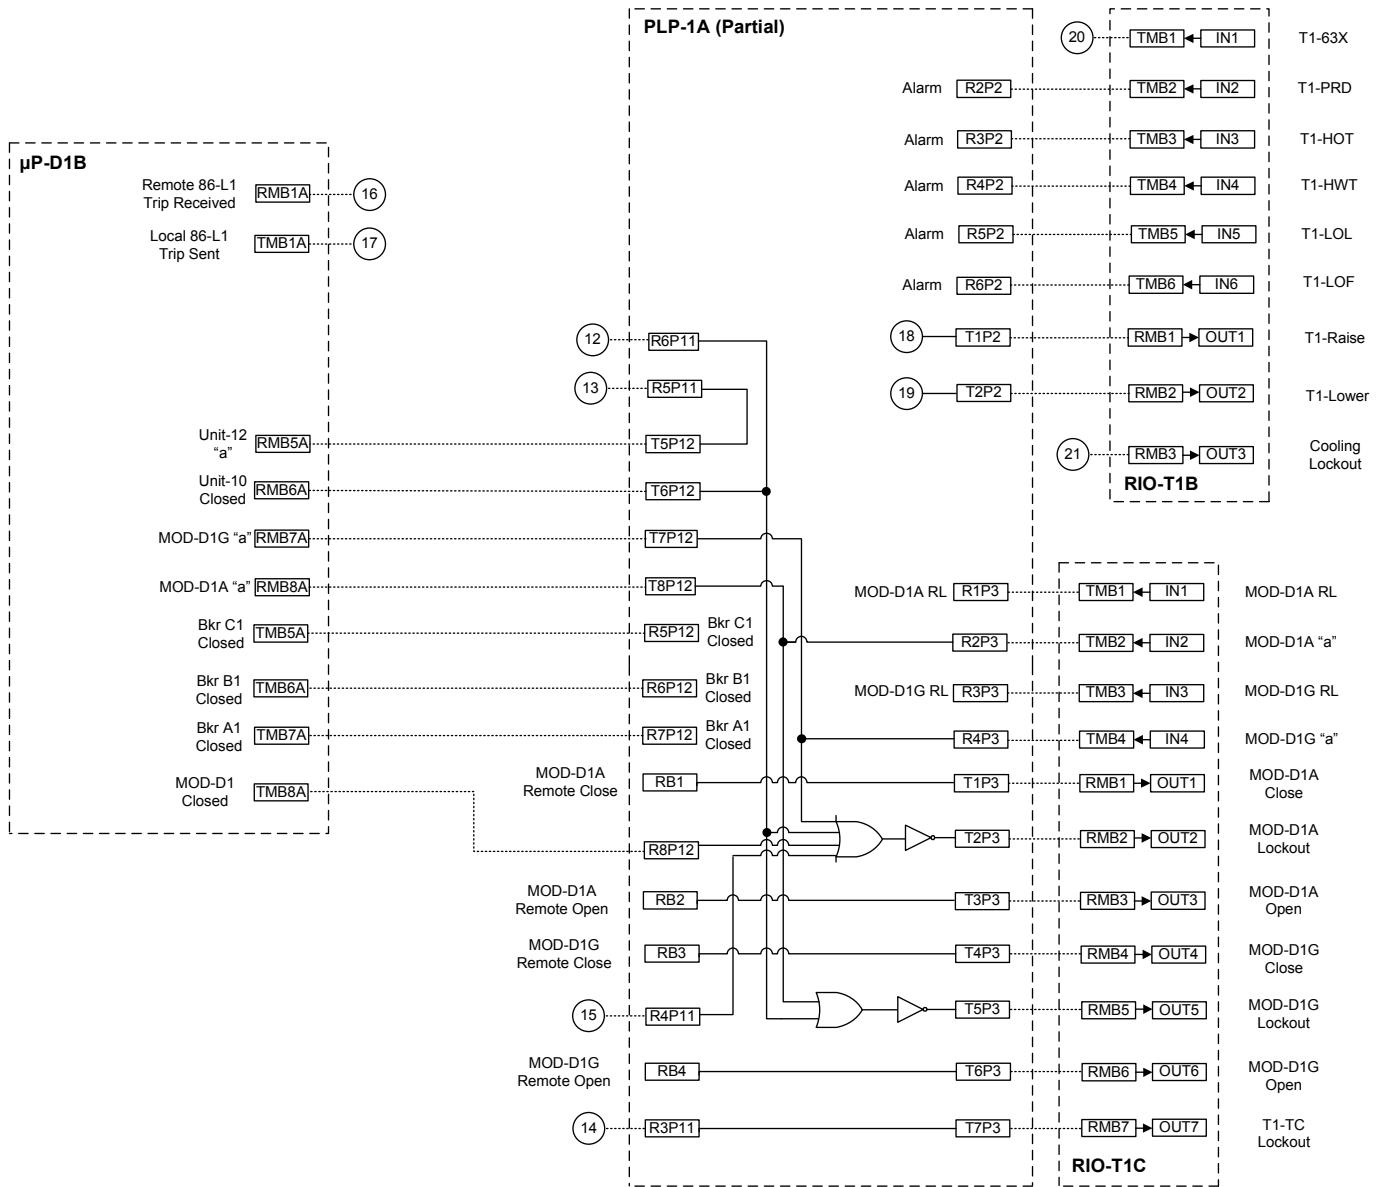 PLP-1A (Partial)
20
TMB1
IN1
T1-63X
Alarm
R2P2
TMB2
IN2
T1-PRD
Alarm
R3P2
TMB3
IN3
T1-HOT
Alarm
R4P2
TMB4
IN4
T1-HWT
Alarm
R5P2
TMB5
IN5
T1-LOL
Alarm
R6P2
TMB6
IN6
T1-LOF
18
T1P2
RMB1
OUT1
T1-Raise
19
T2P2
RMB2
OUT2
T1-Lower
21
RMB3
OUT3
Cooling
Lockout
RIO-T1B
µP-D1B
Remote 86-L1
Trip Received
RMB1A
16
Local 86-L1
Trip Sent
TMB1A
17
12
R6P11
13
R5P11
Unit-12
“a”
RMB5A
T5P12
Unit-10
Closed
RMB6A
T6P12
MOD-D1G “a”
RMB7A
T7P12
MOD-D1A “a”
RMB8A
T8P12
Bkr C1
Closed
TMB5A
R5P12
Bkr C1
Closed
Bkr B1
Closed
TMB6A
R6P12
Bkr B1
Closed
Bkr A1
Closed
TMB7A
R7P12
Bkr A1
Closed
MOD-D1
Closed
TMB8A
R8P12
MOD-D1A RL
R1P3
TMB1
IN1
MOD-D1A RL
R2P3
TMB2
IN2
MOD-D1A “a”
MOD-D1G RL
R3P3
TMB3
IN3
MOD-D1G RL
R4P3
TMB4
IN4
MOD-D1G “a”
MOD-D1A
Remote Close
RB1
T1P3
RMB1
OUT1
MOD-D1A
Close
T2P3
RMB2
OUT2
MOD-D1A
Lockout
MOD-D1A
Remote Open
RB2
T3P3
RMB3
OUT3
MOD-D1A
Open
MOD-D1G
Remote Close
RB3
T4P3
RMB4
OUT4
MOD-D1G
Close
15
R4P11
T5P3
RMB5
OUT5
MOD-D1G
Lockout
MOD-D1G
Remote Open
RB4
T6P3
RMB6
OUT6
MOD-D1G
Open
14
R3P11
T7P3
RMB7
OUT7
T1-TC
Lockout
RIO-T1C